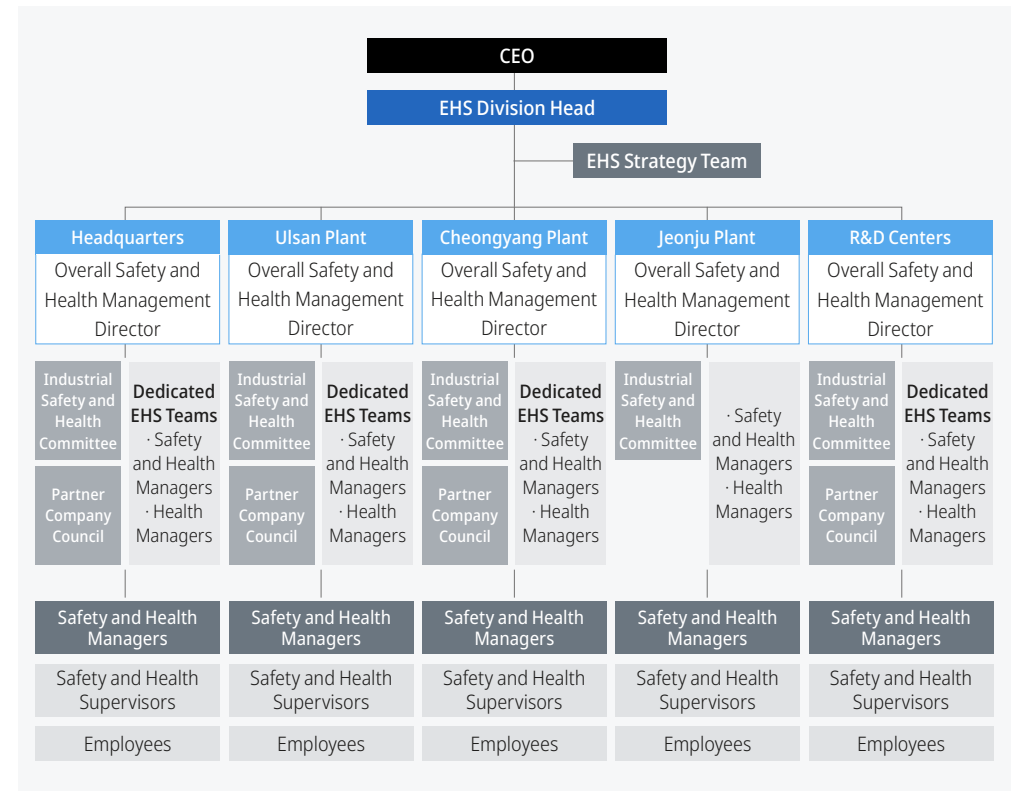 CEO
EHS Division Head
EHS Strategy Team
Headquarters
Overall Safety and
Health Management
Director
Industrial
Safety and
Health
Committee
Partner
Company
Council
Dedicated
EHS Teams
· Safety
and Health
Managers
· Health
Managers
Safety and Health
Managers
Safety and Health
Supervisors
Employees
Ulsan Plant
Overall Safety and
Health Management
Director
Industrial
Safety and
Health
Committee
Partner
Company
Council
Dedicated
EHS Teams
· Safety
and Health
Managers
· Health
Managers
Safety and Health
Managers
Safety and Health
Supervisors
Employees
Cheongyang Plant
Overall Safety and
Health Management
Director
Industrial
Safety and
Health
Committee
Partner
Company
Council
Dedicated
EHS Teams
· Safety
and Health
Managers
· Health
Managers
Safety and Health
Managers
Safety and Health
Supervisors
Employees
Jeonju Plant
Overall Safety and
Health Management
Director
Industrial
Safety and
Health
Committee
· Safety
and Health
Managers
· Health
Managers
Safety and Health
Managers
Safety and Health
Supervisors
Employees
R&D Centers
Overall Safety and
Health Management
Director
Industrial
Safety and
Health
Committee
Partner
Company
Council
Dedicated
EHS Teams
· Safety
and Health
Managers
· Health
Managers
Safety and Health
Managers
Safety and Health
Supervisors
Employees